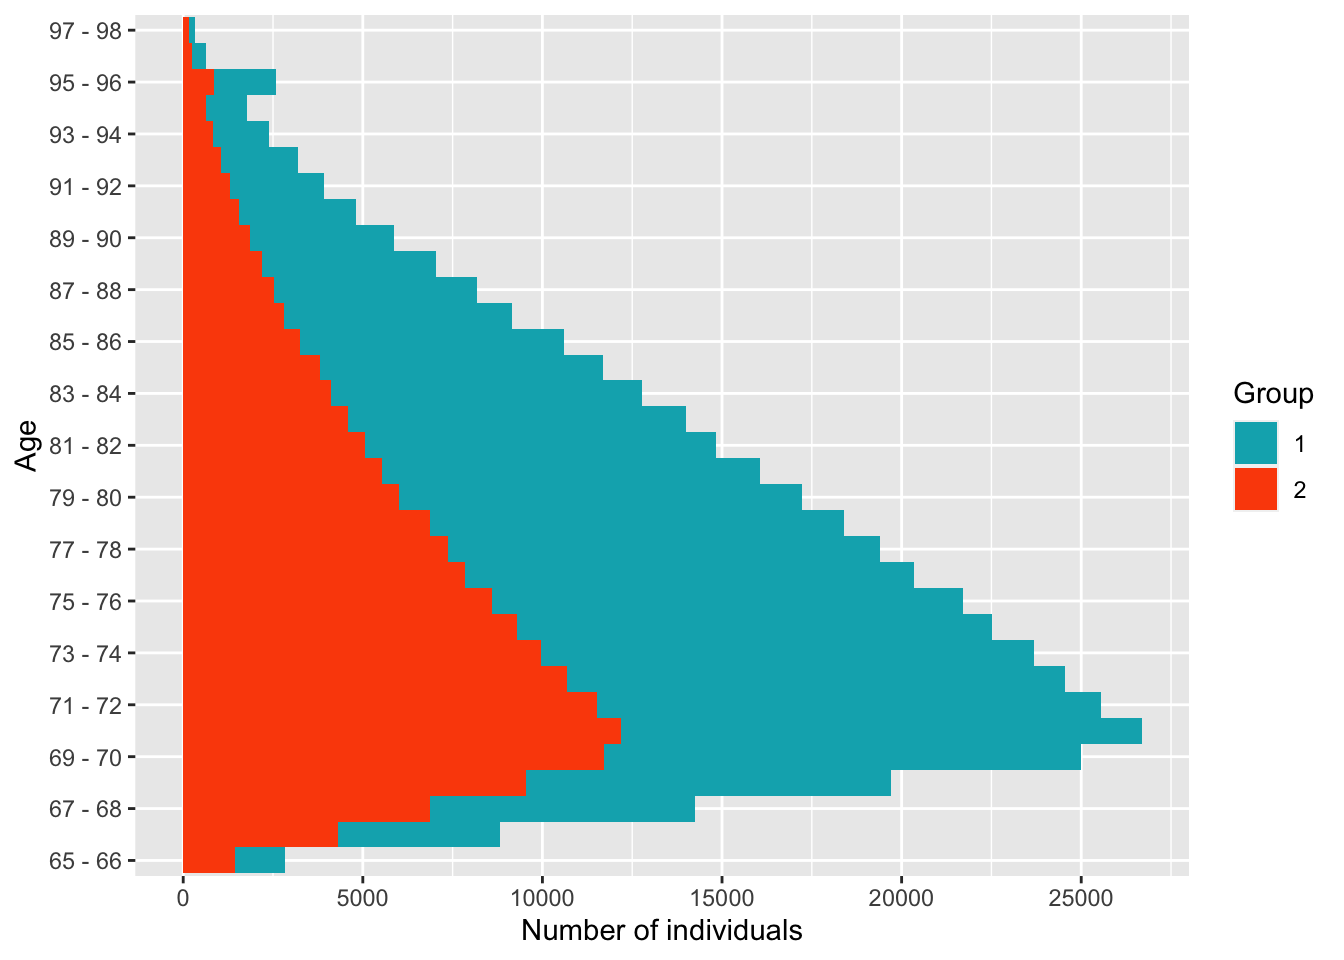 97 - 98
95 - 96
93 - 94
91 - 92
89 - 90
87 - 88
85 - 86
83 - 84
81 - 82
79 - 80
77 - 78
75 - 76
73 - 74
71 - 72
69 - 70
67 - 68
65 - 66
Age
0 5000 10000 15000 20000 25000
Number of individuals
Group
1
2